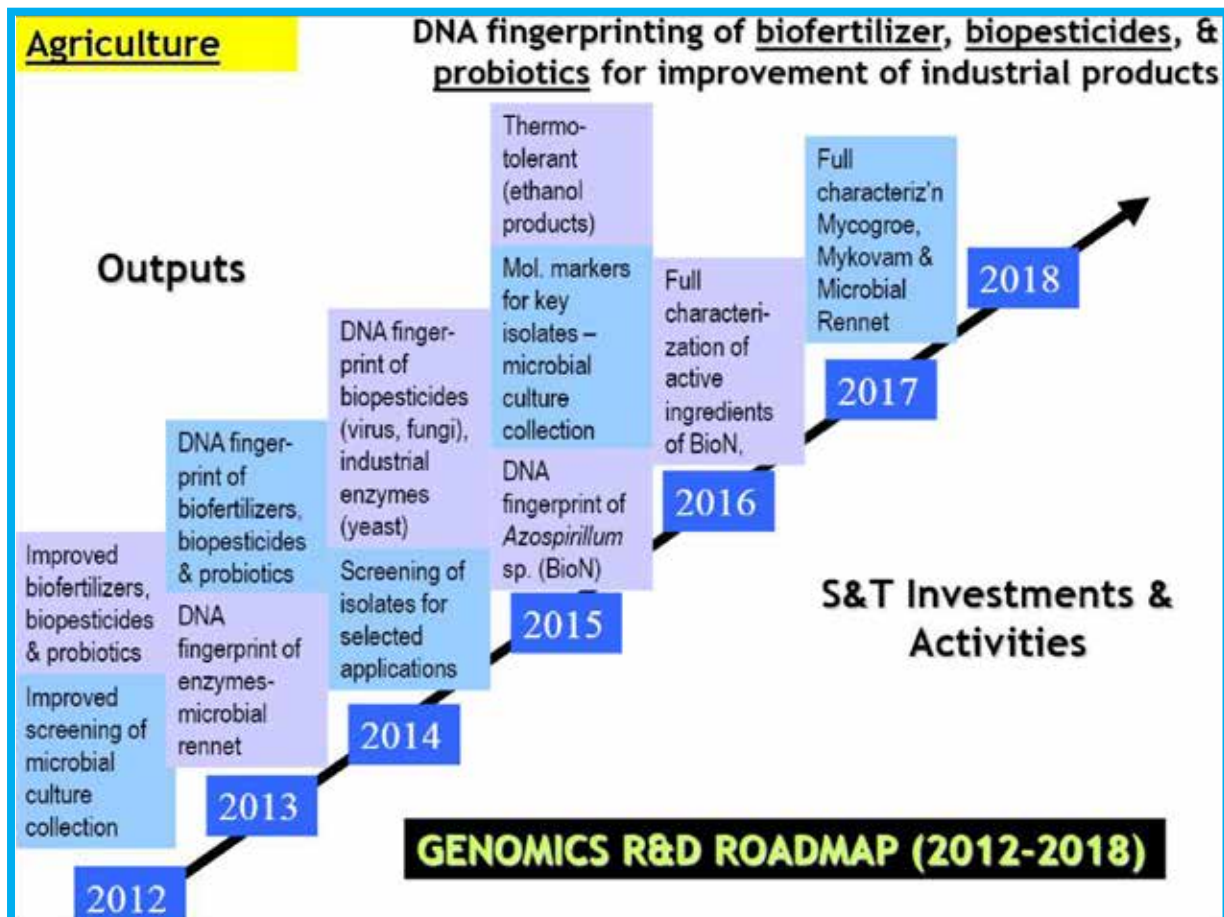 Agriculture
DNA fingerprinting of biofertilizer, biopesticides, &
probiotics for improvement of industrial products
Outputs
Improved
biofertilizers,
biopesticides
& probiotics
Improved
screening of
microbial
culture
collection
2012
DNA finger-
print of
biofertilizers,
biopesticides
& probiotics
DNA
fingerprint of
enzymes-
microbial
rennet
2013
DNA finger-
print of
biopesticides
(virus, fungi),
industrial
enzymes
(yeast)
Screening of
isolates for
selected
applications
2014
Thermo-
tolerant
(ethanol
products)
Mol. markers
for key
isolates –
microbial
culture
collection
DNA
fingerprint of
Azospirillum
sp. (BioN)
2015
Full
characteri-
zation of
active
ingredients
of BioN,
2016
Full
characteriz'n
Mycogroe,
Mykovam &
Microbial
Rennet
2017
2018
S&T Investments &
Activities
GENOMICS R&D ROADMAP (2012-2018)